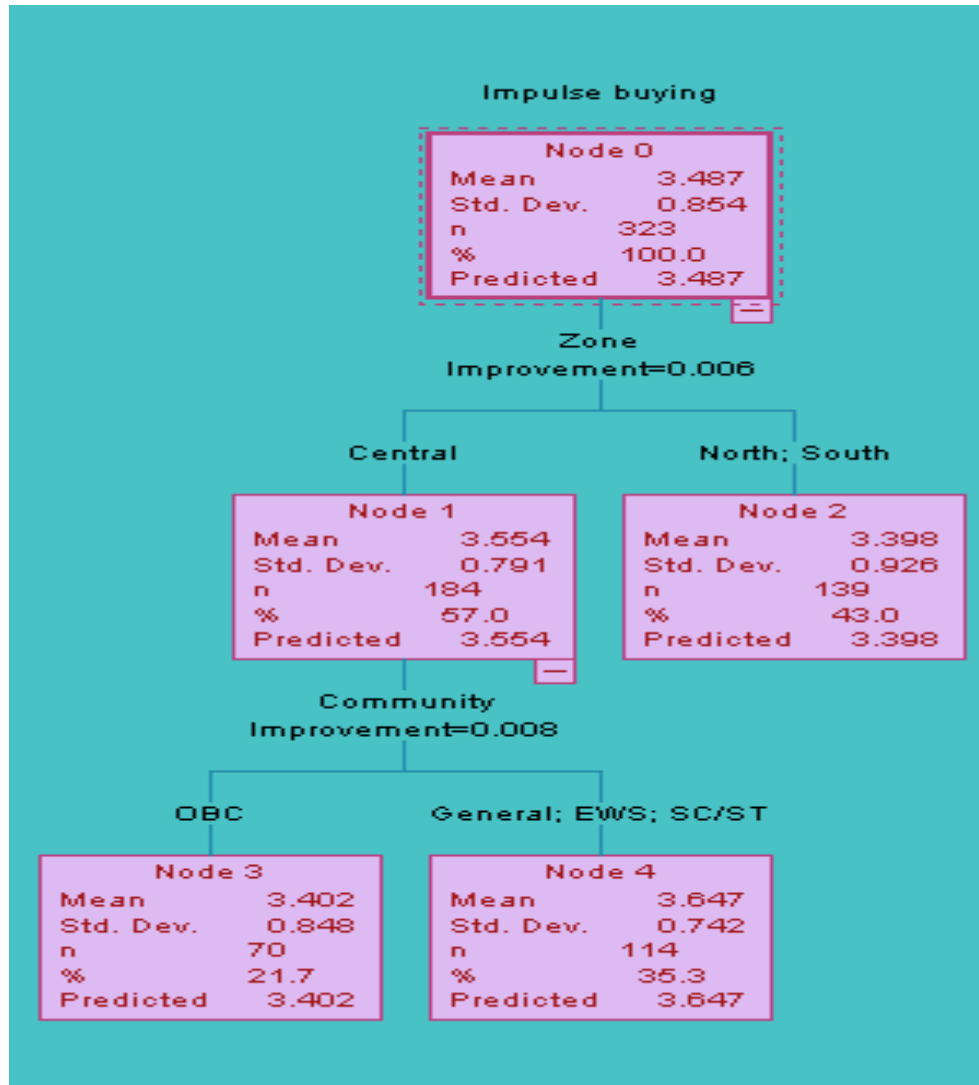 Impulse buying
Node 0
Mean 3.487
Std. Dev. 0.854
n 323
% 100.0
Predicted 3.487
Zone
Improvement=0.006
Central
North; South
Node 1
Mean 3.554
Std. Dev. 0.791
n 184
% 57.0
Predicted 3.554
Node 2
Mean 3.398
Std. Dev. 0.926
n 139
% 43.0
Predicted 3.398
Community
Improvement=0.008
OBC
General; EWS; SC/ST
Node 3
Mean 3.402
Std. Dev. 0.848
n 70
% 21.7
Predicted 3.402
Node 4
Mean 3.647
Std. Dev. 0.742
n 114
% 35.3
Predicted 3.647